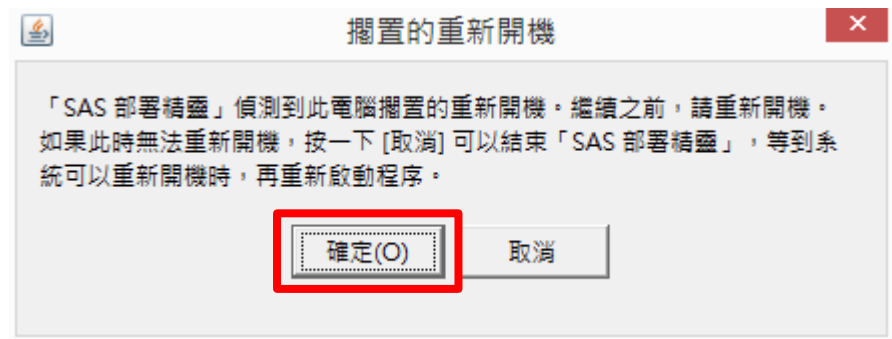 擱置的重新開機
「SAS 部署精靈」偵測到此電腦擱置的重新開機。繼續之前，請重新開機。
如果此時無法重新開機，按一下 [取消] 可以結束「SAS 部署精靈」，等到系
統可以重新開機時，再重新啟動程序。
確定(O)
取消